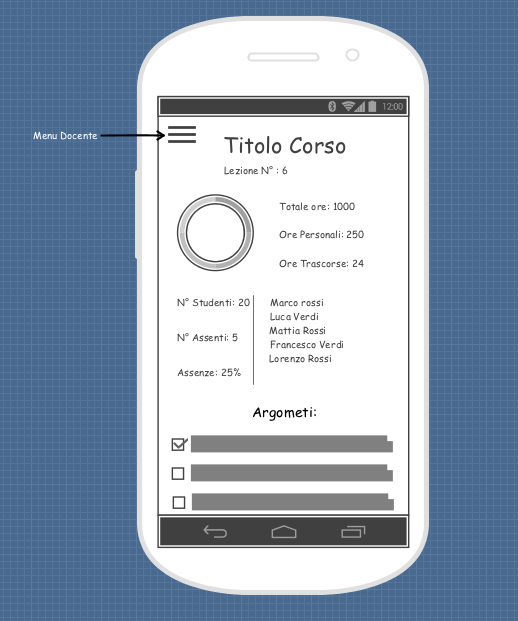 12:00
Menu Docente
Titolo Corso
Lezione N° : 6
Totale ore: 1000
Ore Personali: 250
Ore Trascorse: 24
N° Studenti: 20
N° Assenti: 5
Assenze: 25%
Marco rossi
Luca Verdi
Mattia Rossi
Francesco Verdi
Lorenzo Rossi
Argometi: